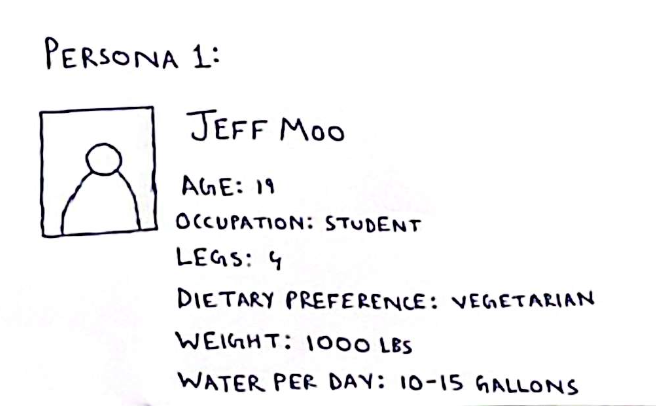 PERSONA 1:
JEFF MOO
AGE: 19
OCCUPATION: STUDENT
LEGS: 4
DIETARY PREFERENCE: VEGETARIAN
WEIGHT: 1000 LBS
WATER PER DAY: 10-15 GALLONS